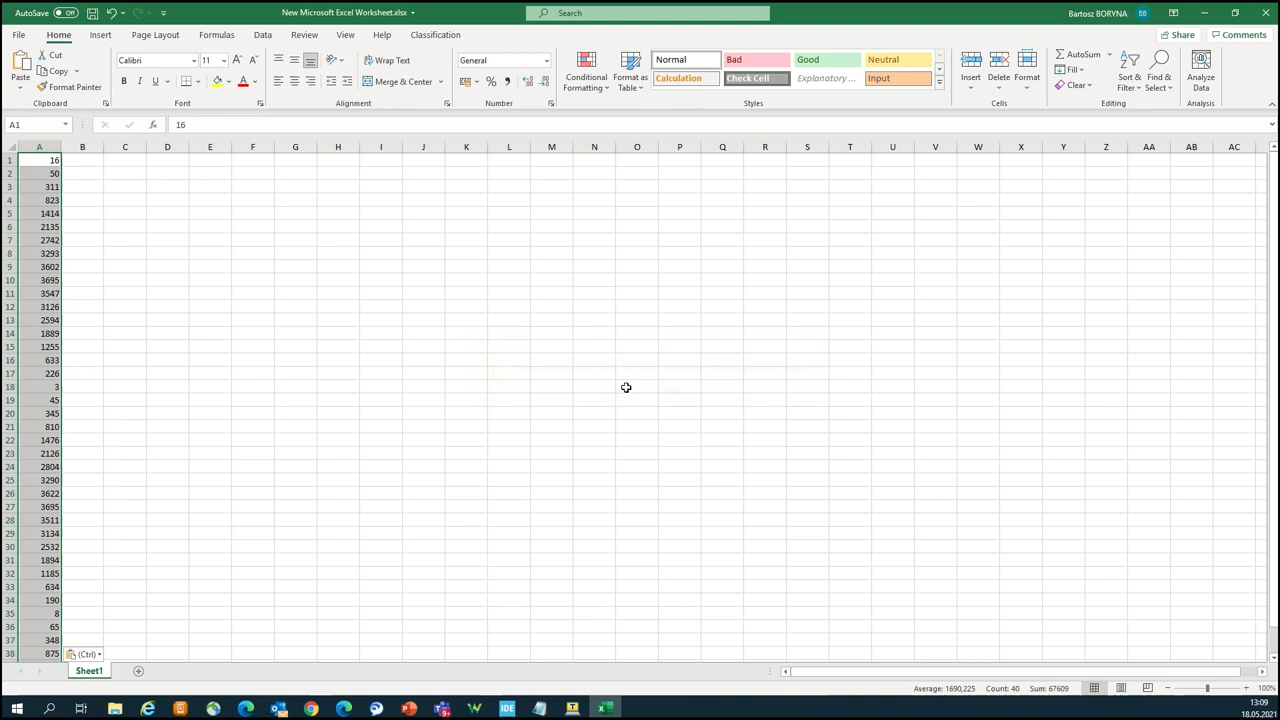 AutoSave Off New Microsoft Excel Worksheet.xlsx Search Bartosz BORYNA BB
File Home Insert Page Layout Formulas Data Review View Help Classification Share Comments
Paste Cut Copy Format Painter Clipboard
Calibri 11 A A B I U A Font
Wrap Text Merge & Center Alignment
General % Number
Conditional Formatting Format as Table Normal Bad Good Neutral Calculation Check Cell Explanatory ... Input Styles
Insert Delete Format Cells
AutoSum Fill Clear Sort & Filter Find & Select Editing
Analyze Data Analysis
A1 fx 16
A B C D E F G H I J K L M N O P Q R S T U V W X Y Z AA AB AC
1 16
2 50
3 311
4 823
5 1414
6 2135
7 2742
8 3293
9 3602
10 3695
11 3547
12 3126
13 2594
14 1889
15 1255
16 633
17 226
18 3
19 45
20 345
21 810
22 1476
23 2126
24 2804
25 3290
26 3622
27 3695
28 3511
29 3134
30 2532
31 1894
32 1185
33 634
34 190
35 8
36 65
37 348
38 875
(Ctrl)
Sheet1
Average: 1690,225 Count: 40 Sum: 67609 100%
13:09
18.05.2021